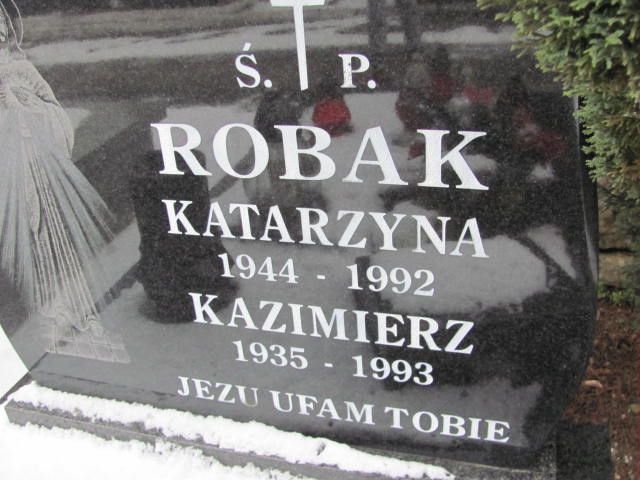 Ś. P.
ROBAK
KATARZYNA
1944 - 1992
KAZIMIERZ
1935 - 1993
JEZU UFAM TOBIE